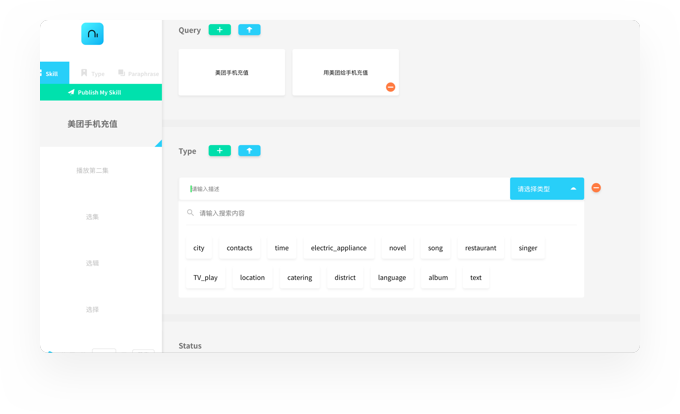 Query
美团手机充值
用美团给手机充值
Skill
Type
Paraphrase
Publish My Skill
美团手机充值
播放第二集
选集
选辑
选择
Type
请输入描述
请选择类型
请输入搜索内容
city contacts time electric_appliance novel song restaurant singer
TV_play location catering district language album text
Status